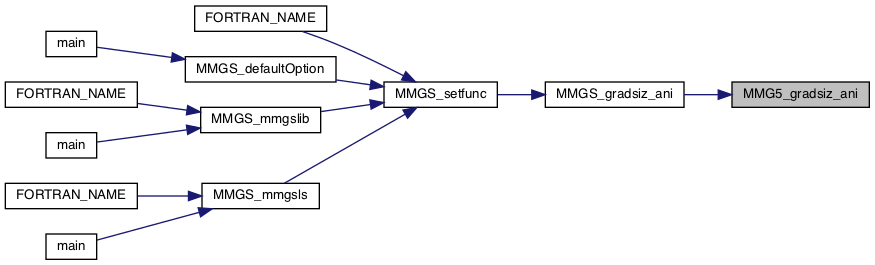 FORTRAN_NAME
main
MMGS_defaultOption
FORTRAN_NAME
MMGS_setfunc
MMGS_gradsiz_ani
MMG5_gradsiz_ani
MMGS_mmgslib
main
FORTRAN_NAME
MMGS_mmgsls
main